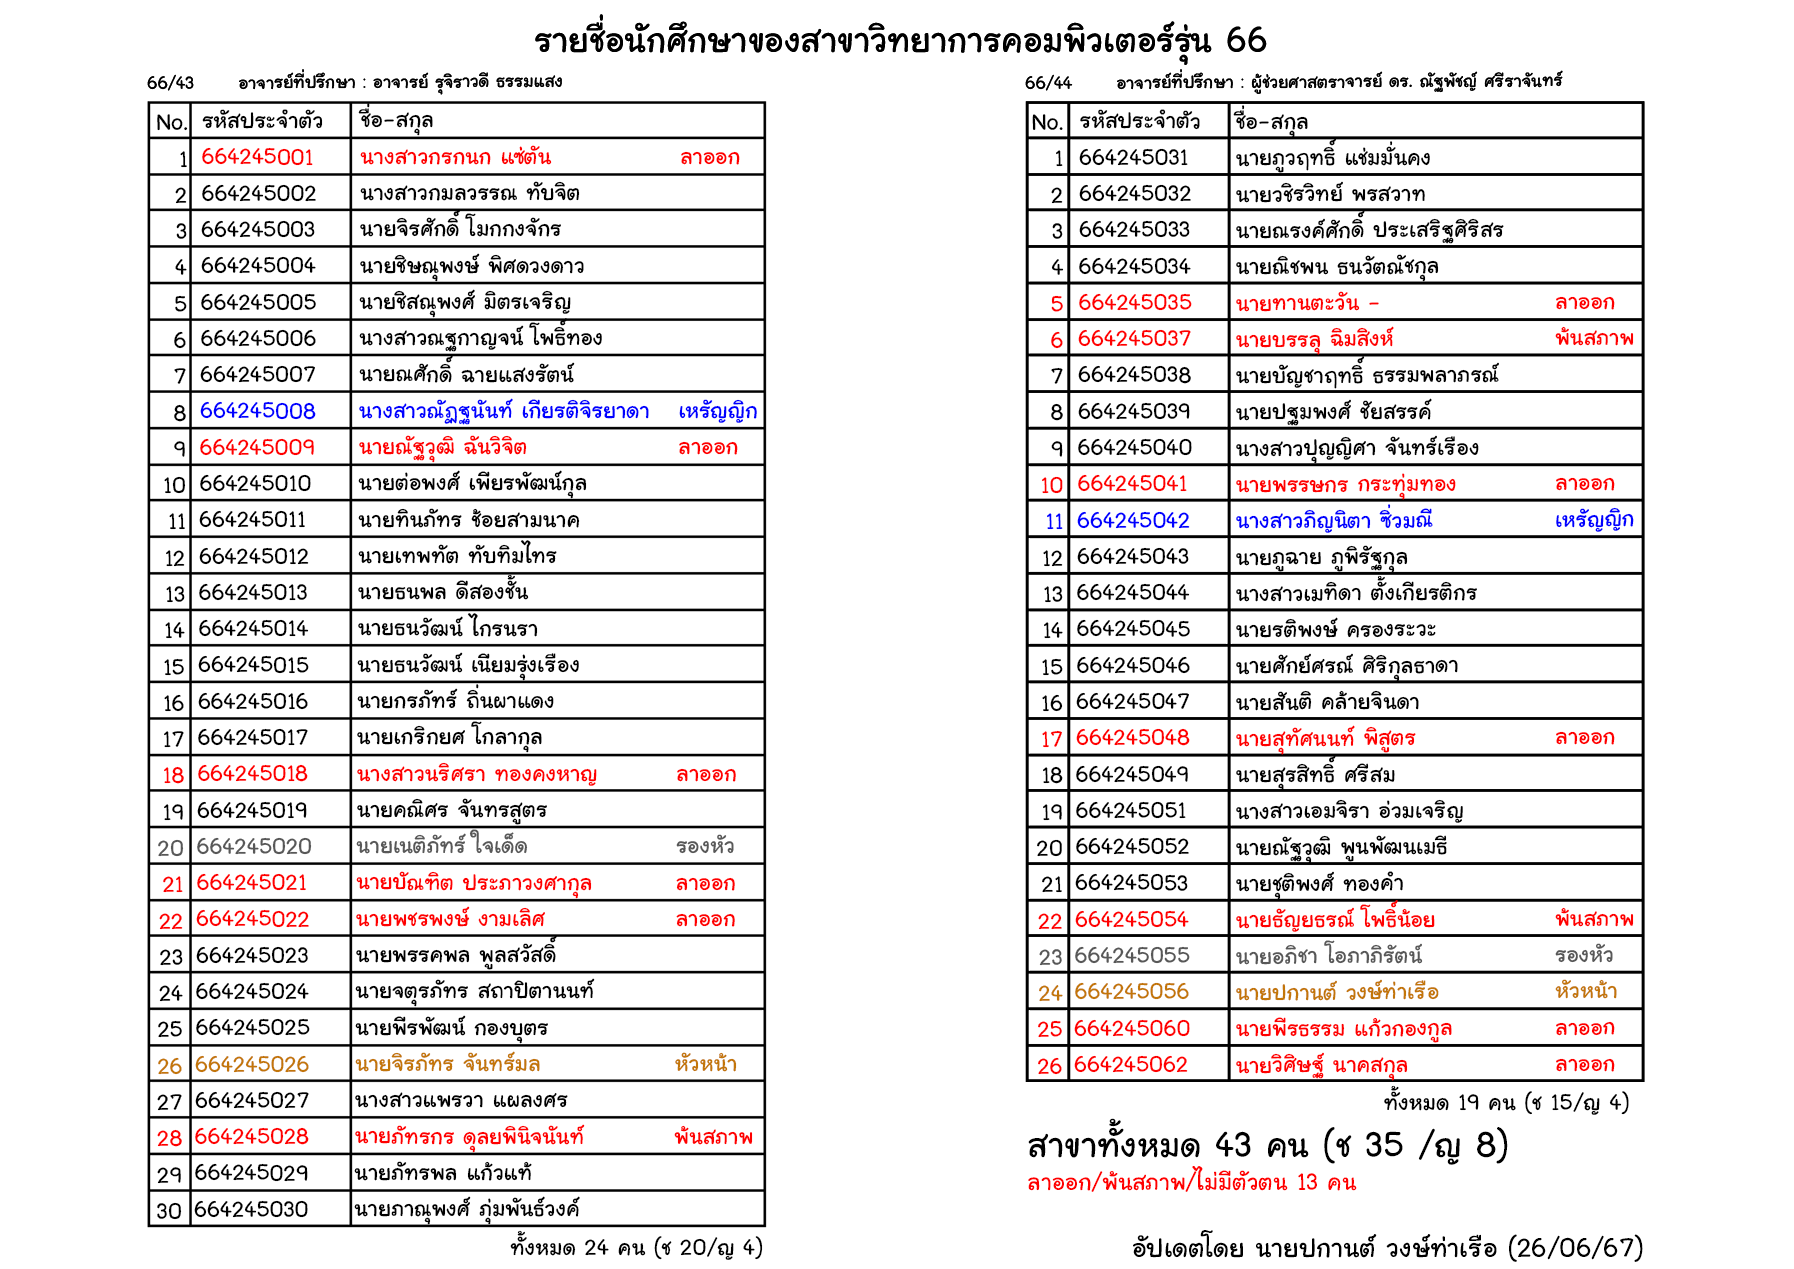 รายชื่อนักศึกษาของสาขาวิทยาการคอมพิวเตอร์รุ่น 66
66/43 อาจารย์ที่ปรึกษา : อาจารย์ รุจิราวดี ธรรมแสง
No. รหัสประจำตัว ชื่อ-สกุล
1 664245001 นางสาวกรกนก แซ่ตัน ลาออก
2 664245002 นางสาวกมลวรรณ ทับจิต
3 664245003 นายจิรศักดิ์ โมกกงจักร
4 664245004 นายชิษณุพงษ์ พิศดวงดาว
5 664245005 นายชิสณุพงศ์ มิตรเจริญ
6 664245006 นางสาวณฐกาญจน์ โพธิ์ทอง
7 664245007 นายณศักดิ์ ฉายแสงรัตน์
8 664245008 นางสาวณัฏฐนันท์ เกียรติจิรยาดา เหรัญญิก
9 664245009 นายณัฐวุฒิ ฉันวิจิต ลาออก
10 664245010 นายต่อพงศ์ เพียรพัฒน์กุล
11 664245011 นายทินภัทร ช้อยสามนาค
12 664245012 นายเทพทัต ทับทิมไทร
13 664245013 นายธนพล ดีสองชั้น
14 664245014 นายธนวัฒน์ ไกรนรา
15 664245015 นายธนวัฒน์ เนียมรุ่งเรือง
16 664245016 นายกรภัทร์ ถิ่นผาแดง
17 664245017 นายเกริกยศ โกลากุล
18 664245018 นางสาวนริศรา ทองคงหาญ ลาออก
19 664245019 นายคณิศร จันทรสูตร
20 664245020 นายเนติภัทร์ ใจเด็ด รองหัว
21 664245021 นายบัณฑิต ประภาวงศากุล ลาออก
22 664245022 นายพชรพงษ์ งามเลิศ ลาออก
23 664245023 นายพรรคพล พูลสวัสดิ์
24 664245024 นายจตุรภัทร สถาปิตานนท์
25 664245025 นายพีรพัฒน์ กองบุตร
26 664245026 นายจิรภัทร จันทร์มล หัวหน้า
27 664245027 นางสาวแพรวา แผลงศร
28 664245028 นายภัทรกร ดุลยพินิจนันท์ พ้นสภาพ
29 664245029 นายภัทรพล แก้วแท้
30 664245030 นายภาณุพงศ์ ภุ่มพันธ์วงค์
ทั้งหมด 24 คน (ช 20/ญ 4)
66/44 อาจารย์ที่ปรึกษา : ผู้ช่วยศาสตราจารย์ ดร. ณัฐพัชญ์ ศรีราจันทร์
No. รหัสประจำตัว ชื่อ-สกุล
1 664245031 นายภูวฤทธิ์ แช่มมั่นคง
2 664245032 นายวชิรวิทย์ พรสวาท
3 664245033 นายณรงค์ศักดิ์ ประเสริฐศิริสร
4 664245034 นายณิชพน ธนวัตณัชกุล
5 664245035 นายทานตะวัน - ลาออก
6 664245037 นายบรรลุ ฉิมสิงห์ พ้นสภาพ
7 664245038 นายบัญชาฤทธิ์ ธรรมพลาภรณ์
8 664245039 นายปฐมพงศ์ ชัยสรรค์
9 664245040 นางสาวปุญญิศา จันทร์เรือง
10 664245041 นายพรรษกร กระทุ่มทอง ลาออก
11 664245042 นางสาวภิญนิตา ซิ่วมณี เหรัญญิก
12 664245043 นายภูฉาย ภูพิรัฐกุล
13 664245044 นางสาวเมทิดา ตั้งเกียรติกร
14 664245045 นายรติพงษ์ ครองระวะ
15 664245046 นายศักย์ศรณ์ ศิริกุลธาดา
16 664245047 นายสันติ คล้ายจินดา
17 664245048 นายสุทัศนนท์ พิสูตร ลาออก
18 664245049 นายสุรสิทธิ์ ศรีสม
19 664245051 นางสาวเอมจิรา อ่วมเจริญ
20 664245052 นายณัฐวุฒิ พูนพัฒนเมธี
21 664245053 นายชุติพงศ์ ทองคำ
22 664245054 นายธัญยธรณ์ โพธิ์น้อย พ้นสภาพ
23 664245055 นายอภิชา โอภาภิรัตน์ รองหัว
24 664245056 นายปกานต์ วงษ์ท่าเรือ หัวหน้า
25 664245060 นายพีรธรรม แก้วกองกูล ลาออก
26 664245062 นายวิศิษฐ์ นาคสกุล ลาออก
ทั้งหมด 19 คน (ช 15/ญ 4)
สาขาทั้งหมด 43 คน (ช 35 /ญ 8)
ลาออก/พ้นสภาพ/ไม่มีตัวตน 13 คน
อัปเดตโดย นายปกานต์ วงษ์ท่าเรือ (26/06/67)